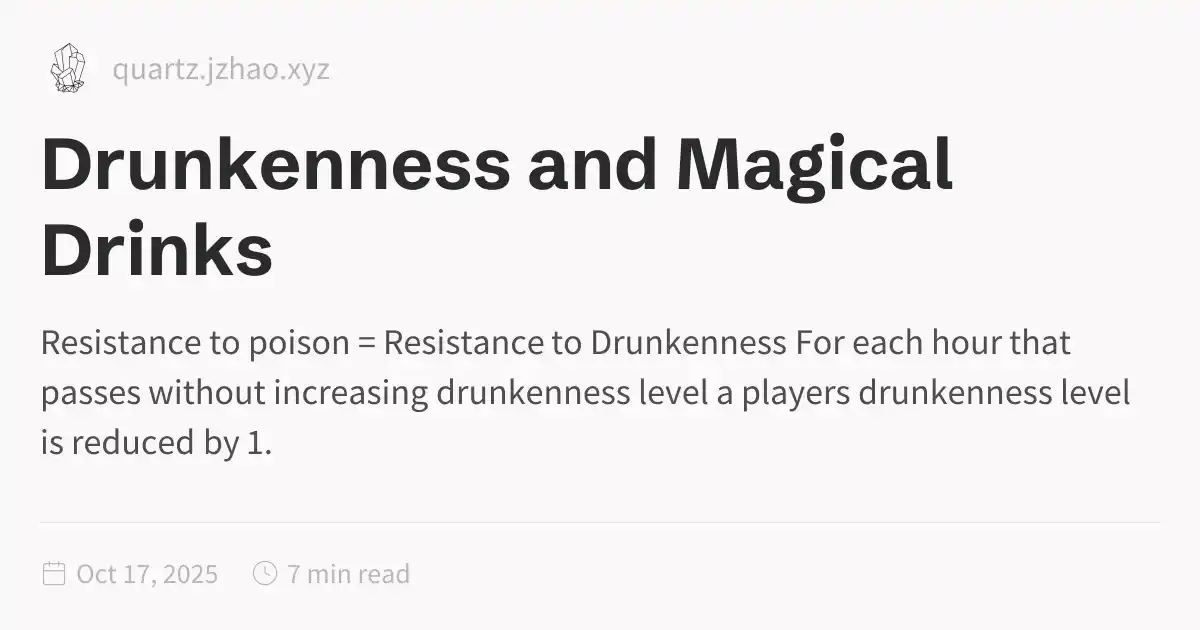 quartz.jzhao.xyz
Drunkenness and Magical
Drinks
Resistance to poison = Resistance to Drunkenness For each hour that
passes without increasing drunkenness level a players drunkenness level
is reduced by 1.
Oct 17, 2025 7 min read